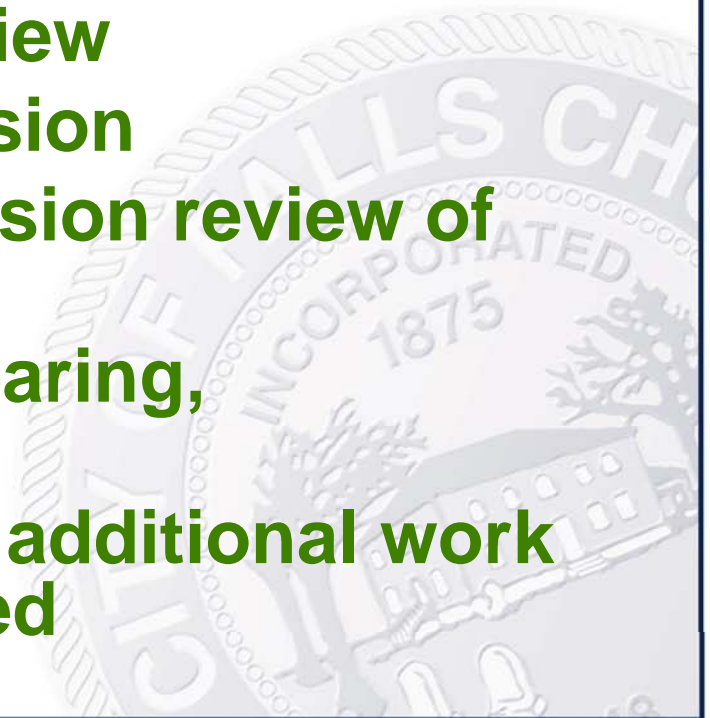 iew
sion
sion review of
aring,
additional work
ed
CITY OF FALLS CH
INCORPORATED
1875